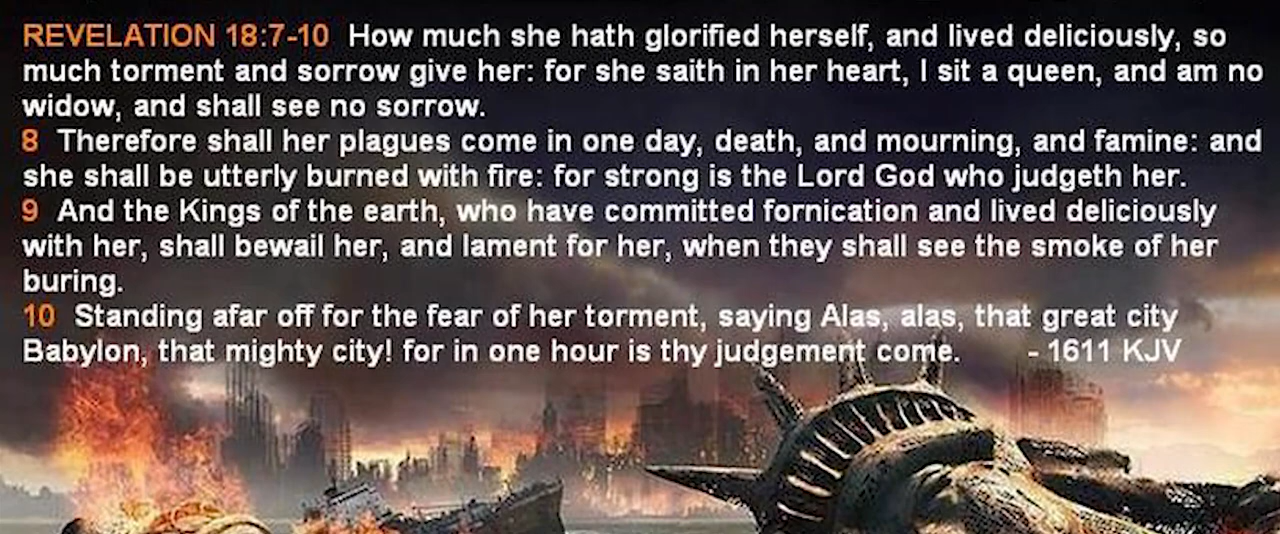 REVELATION 18:7-10 How much she hath glorified herself, and lived deliciously, so
much torment and sorrow give her: for she saith in her heart, I sit a queen, and am no
widow, and shall see no sorrow.
8 Therefore shall her plagues come in one day, death, and mourning, and famine: and
she shall be utterly burned with fire: for strong is the Lord God who judgeth her.
9 And the Kings of the earth, who have committed fornication and lived deliciously
with her, shall bewail her, and lament for her, when they shall see the smoke of her
buring.
10 Standing afar off for the fear of her torment, saying Alas, alas, that great city
Babylon, that mighty city! for in one hour is thy judgement come. - 1611 KJV